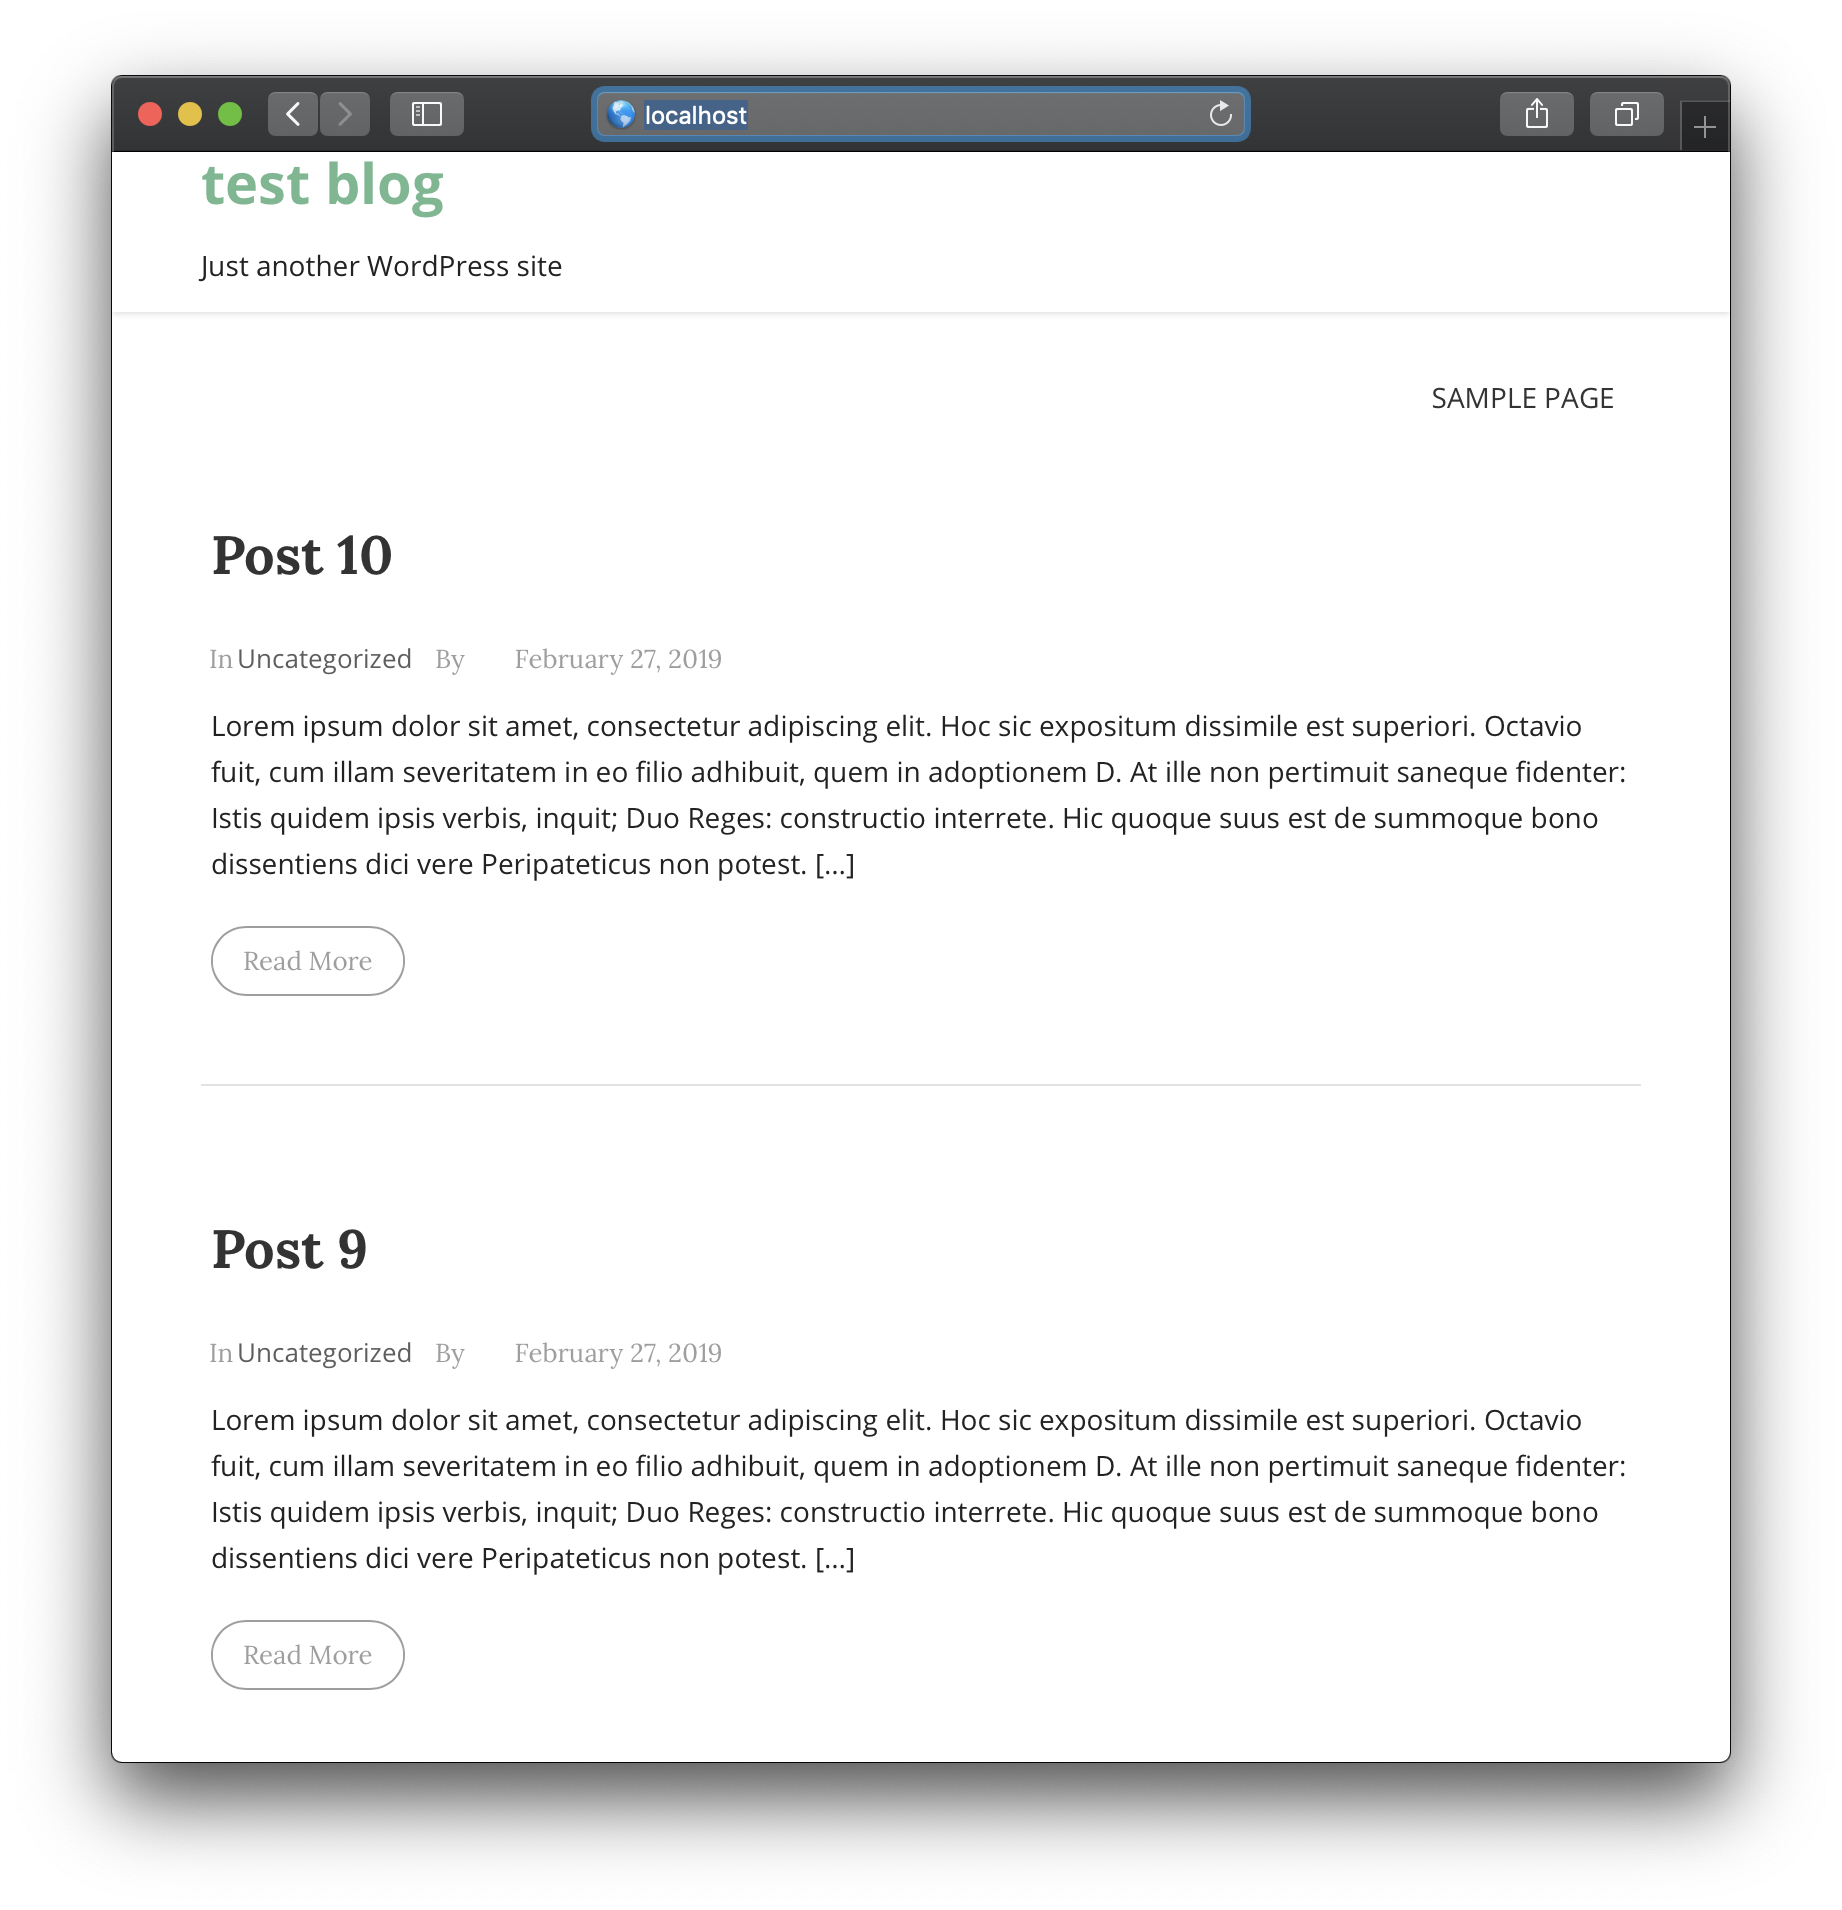 localhost
test blog
Just another WordPress site
SAMPLE PAGE
Post 10
In Uncategorized By February 27, 2019
Lorem ipsum dolor sit amet, consectetur adipiscing elit. Hoc sic expositum dissimile est superiori. Octavio
fuit, cum illam severitatem in eo filio adhibuit, quem in adoptionem D. At ille non pertimuit saneque fidenter:
Istis quidem ipsis verbis, inquit; Duo Reges: constructio interrete. Hic quoque suus est de summoque bono
dissentiens dici vere Peripateticus non potest. [...]
Read More
Post 9
In Uncategorized By February 27, 2019
Lorem ipsum dolor sit amet, consectetur adipiscing elit. Hoc sic expositum dissimile est superiori. Octavio
fuit, cum illam severitatem in eo filio adhibuit, quem in adoptionem D. At ille non pertimuit saneque fidenter:
Istis quidem ipsis verbis, inquit; Duo Reges: constructio interrete. Hic quoque suus est de summoque bono
dissentiens dici vere Peripateticus non potest. [...]
Read More